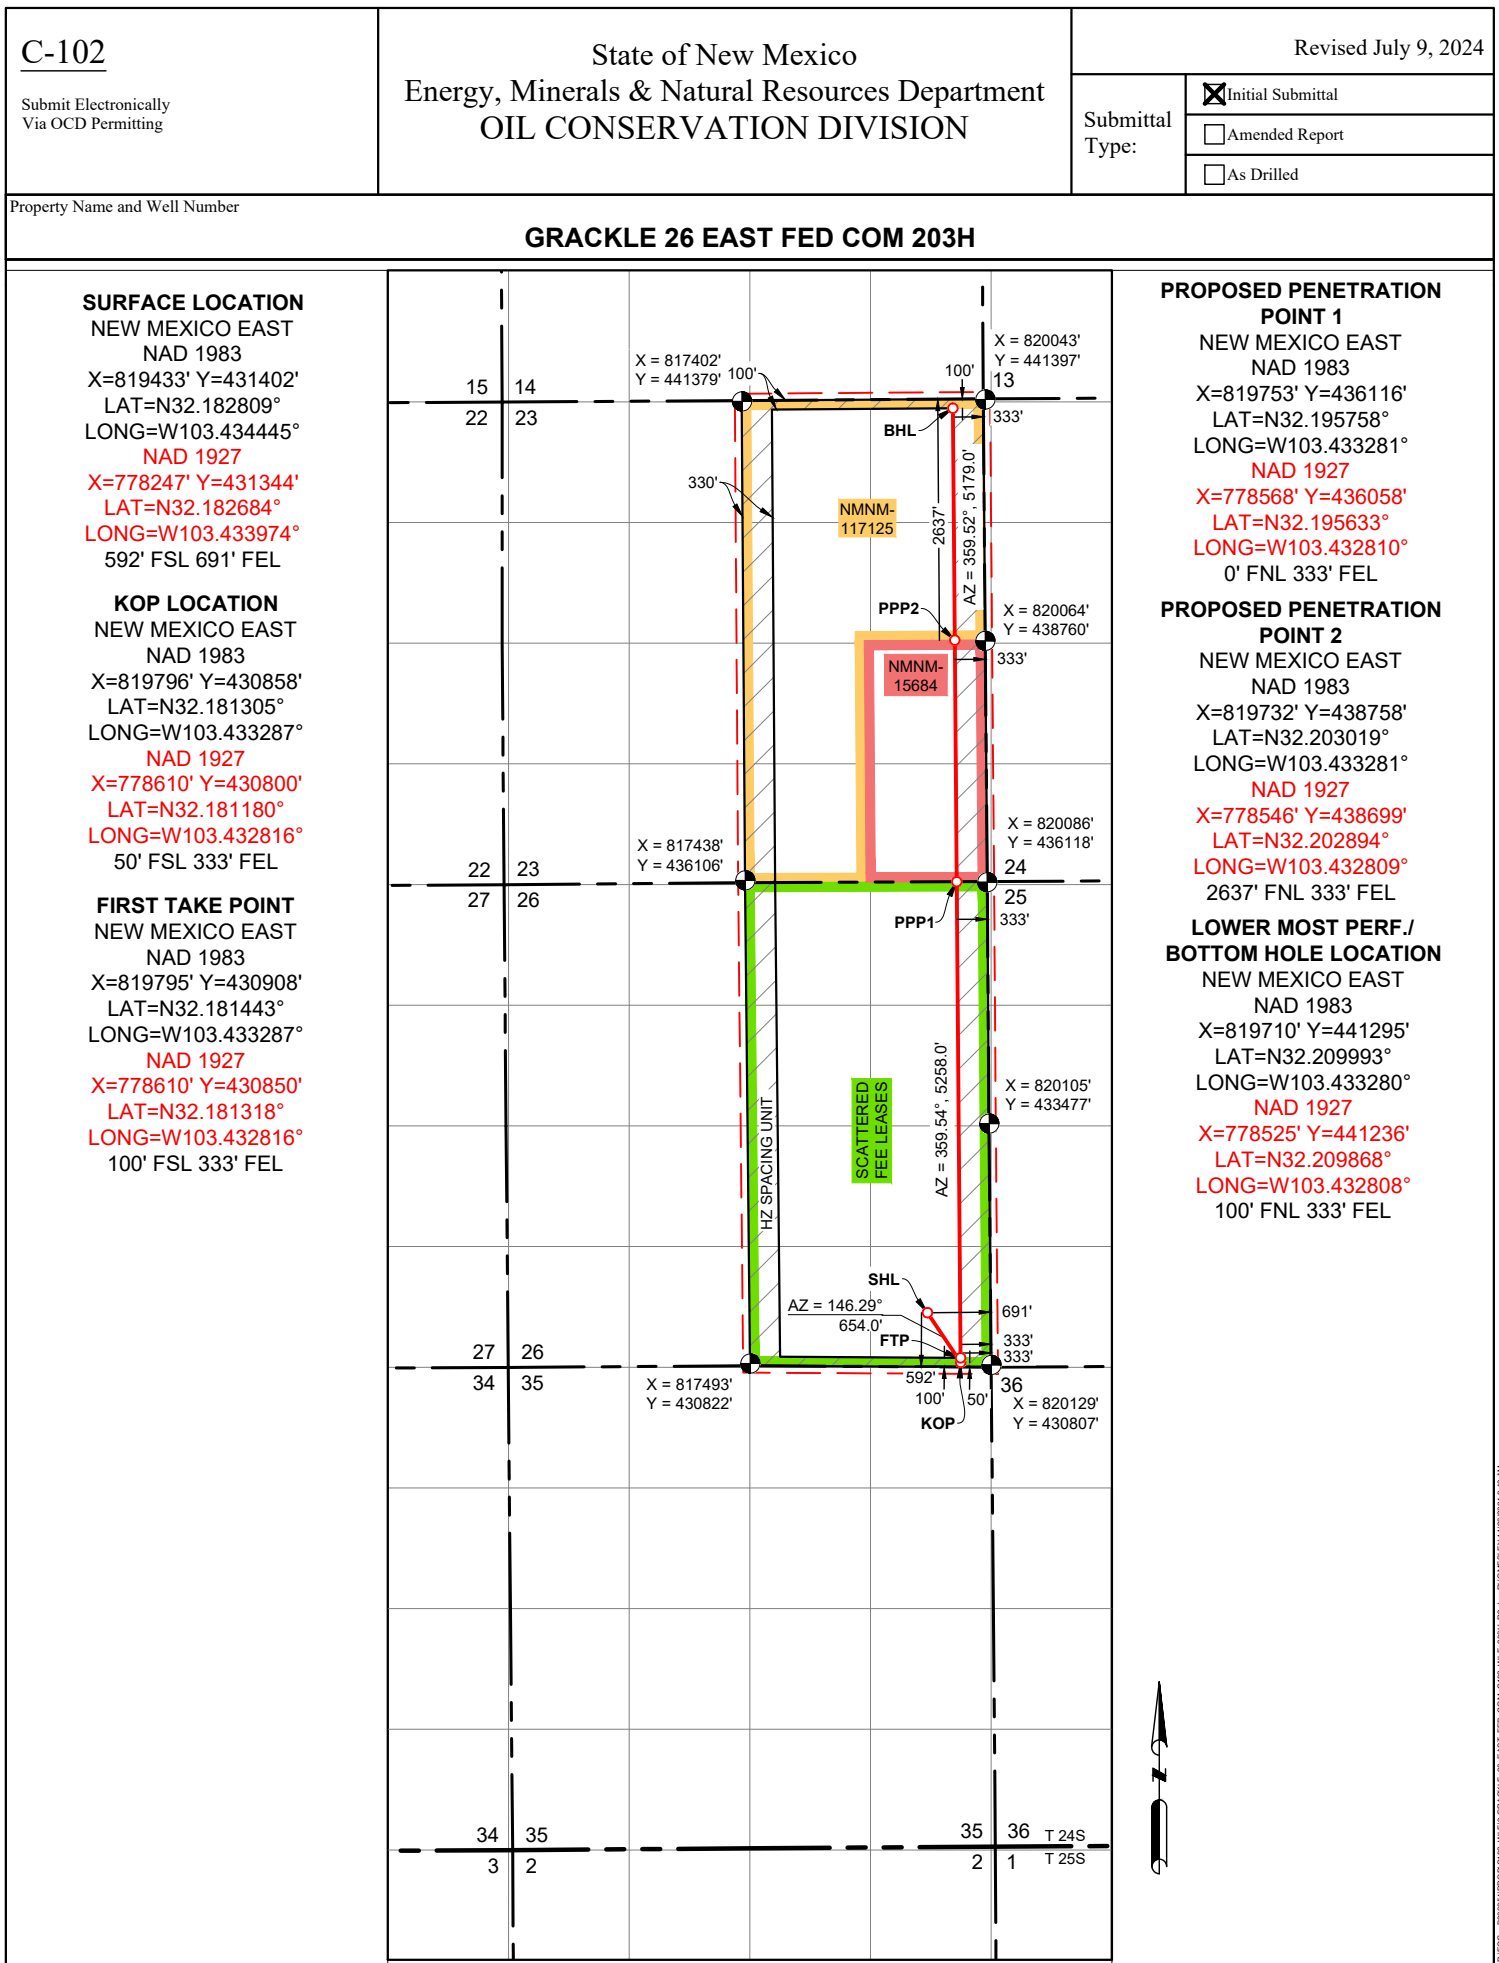 C-102
Submit Electronically
Via OCD Permitting
State of New Mexico
Energy, Minerals & Natural Resources Department
OIL CONSERVATION DIVISION
Revised July 9, 2024
Submittal
Type:
Initial Submittal
Amended Report
As Drilled
Property Name and Well Number
GRACKLE 26 EAST FED COM 203H
SURFACE LOCATION
NEW MEXICO EAST
NAD 1983
X=819433' Y=431402'
LAT=N32.182809°
LONG=W103.434445°
NAD 1927
X=778247' Y=431344'
LAT=N32.182684°
LONG=W103.433974°
592' FSL 691' FEL
KOP LOCATION
NEW MEXICO EAST
NAD 1983
X=819796' Y=430858'
LAT=N32.181305°
LONG=W103.433287°
NAD 1927
X=778610' Y=430800'
LAT=N32.181180°
LONG=W103.432816°
50' FSL 333' FEL
FIRST TAKE POINT
NEW MEXICO EAST
NAD 1983
X=819795' Y=430908'
LAT=N32.181443°
LONG=W103.433287°
NAD 1927
X=778610' Y=430850'
LAT=N32.181318°
LONG=W103.432816°
100' FSL 333' FEL
X = 817402'
Y = 441379'
100'
X = 820043'
Y = 441397'
100'
15 14
13
22 23
333'
BHL
330'
NMNM-
117125
2637'
AZ = 359.52°, 5179.0'
PPP2
X = 820064'
Y = 438760'
333'
NMNM-
15684
X = 817438'
Y = 436106'
X = 820086'
Y = 436118'
22 23
24
27 26
25
PPP1
333'
HZ SPACING UNIT
SCATTERED
FEE LEASES
AZ = 359.54°, 5258.0'
X = 820105'
Y = 433477'
SHL
AZ = 146.29°
654.0'
691'
FTP
333'
333'
27 26
34 35
592'
100'
50'
36
KOP
X = 817493'
Y = 430822'
X = 820129'
Y = 430807'
34 35
35 36 T 24S
3 2
2 1 T 25S
PROPOSED PENETRATION
POINT 1
NEW MEXICO EAST
NAD 1983
X=819753' Y=436116'
LAT=N32.195758°
LONG=W103.433281°
NAD 1927
X=778568' Y=436058'
LAT=N32.195633°
LONG=W103.432810°
0' FNL 333' FEL
PROPOSED PENETRATION
POINT 2
NEW MEXICO EAST
NAD 1983
X=819732' Y=438758'
LAT=N32.203019°
LONG=W103.433281°
NAD 1927
X=778546' Y=438699'
LAT=N32.202894°
LONG=W103.432809°
2637' FNL 333' FEL
LOWER MOST PERF./
BOTTOM HOLE LOCATION
NEW MEXICO EAST
NAD 1983
X=819710' Y=441295'
LAT=N32.209993°
LONG=W103.433280°
NAD 1927
X=778525' Y=441236'
LAT=N32.209868°
LONG=W103.432808°
100' FNL 333' FEL
N